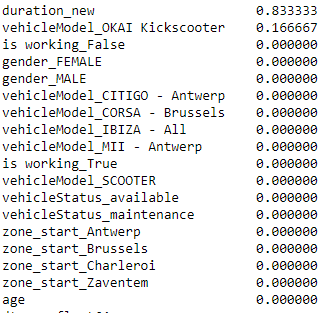 duration_new 0.833333
vehicleModel_OKAI Kickscooter 0.166667
is working_False 0.000000
gender_FEMALE 0.000000
gender_MALE 0.000000
vehicleModel_CITIGO - Antwerp 0.000000
vehicleModel_CORSA - Brussels 0.000000
vehicleModel_IBIZA - All 0.000000
vehicleModel_MII - Antwerp 0.000000
is working_True 0.000000
vehicleModel_SCOOTER 0.000000
vehicleStatus_available 0.000000
vehicleStatus_maintenance 0.000000
zone_start_Antwerp 0.000000
zone_start_Brussels 0.000000
zone_start_Charleroi 0.000000
zone_start_Zaventem 0.000000
age 0.000000